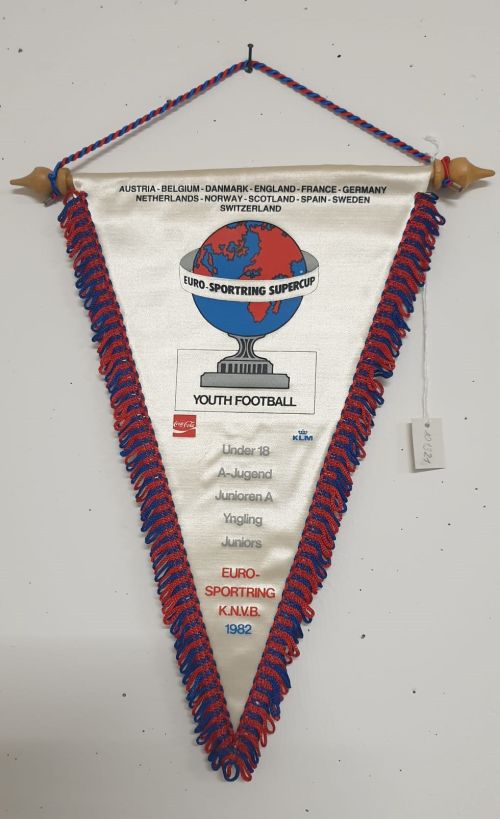 AUSTRIA - BELGIUM - DANMARK - ENGLAND - FRANCE - GERMANY
NETHERLANDS - NORWAY - SCOTLAND - SPAIN - SWEDEN
SWITZERLAND
EURO-SPORTRING SUPERCUP
YOUTH FOOTBALL
Coca-Cola
KLM
Under 18
A-Jugend
Junioren A
Yngling
Juniors
EURO-
SPORTRING
K.N.V.B.
1982